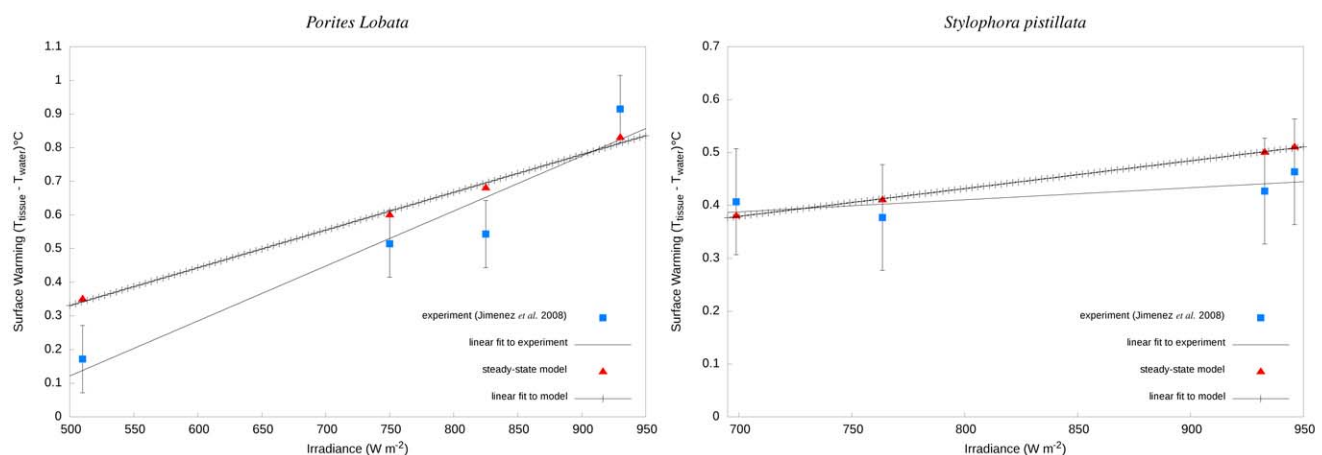 Porites Lobata
Surface Warming (Ttissue - Twater)°C
1.1
1
0.9
0.8
0.7
0.6
0.5
0.4
0.3
0.2
0.1
0
experiment (Jimenez et al. 2008)
linear fit to experiment
steady-state model
linear fit to model
500 550 600 650 700 750 800 850 900 950
Irradiance (W m-2)
Stylophora pistillata
Surface Warming (Ttissue - Twater)°C
0.7
0.6
0.5
0.4
0.3
0.2
0.1
0
experiment (Jimenez et al. 2008)
linear fit to experiment
steady-state model
linear fit to model
700 750 800 850 900 950
Irradiance (W m-2)